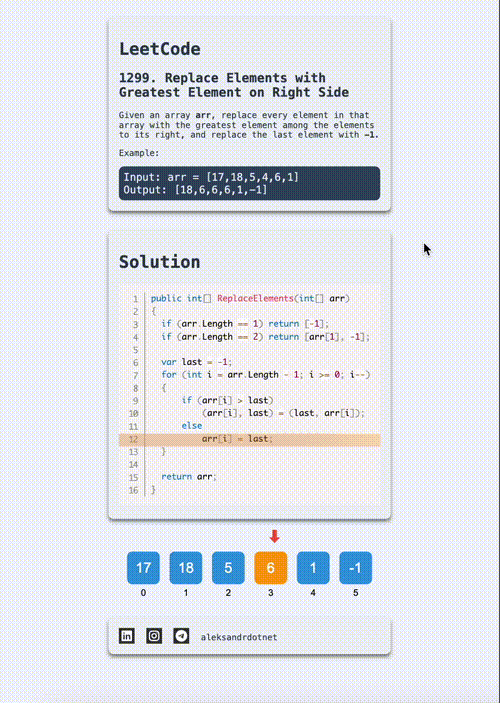 LeetCode
1299. Replace Elements with
Greatest Element on Right Side
Given an array arr, replace every element in that
array with the greatest element among the elements
to its right, and replace the last element with -1.
Example:
Input: arr = [17,18,5,4,6,1]
Output: [18,6,6,6,1,-1]
Solution
1 public int[] ReplaceElements(int[] arr)
2 {
3 if (arr.Length == 1) return [-1];
4 if (arr.Length == 2) return [arr[1], -1];
5
6 var last = -1;
7 for (int i = arr.Length - 1; i >= 0; i--)
8 {
9 if (arr[i] > last)
10 (arr[i], last) = (last, arr[i]);
11 else
12 arr[i] = last;
13 }
14
15 return arr;
16 }
17 18 5 6 1 -1
0 1 2 3 4 5
in aleksandrdotnet